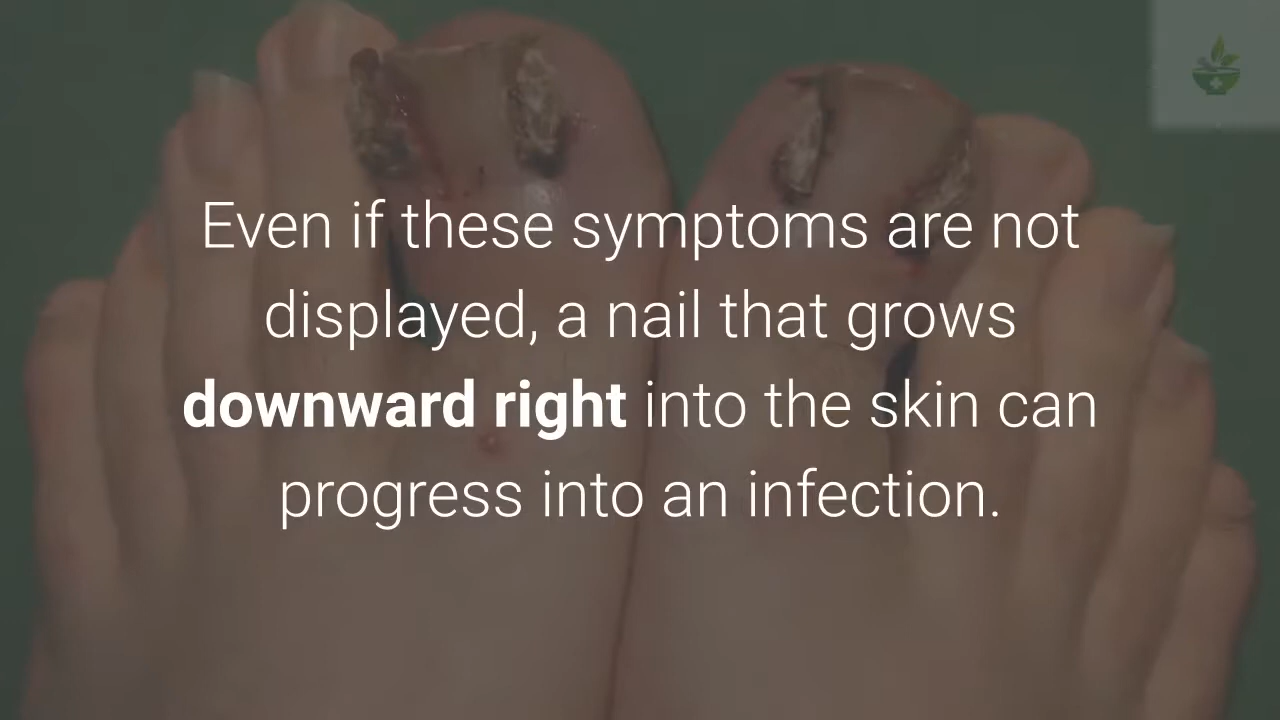 Even if these symptoms are not
displayed, a nail that grows
downward right into the skin can
progress into an infection.